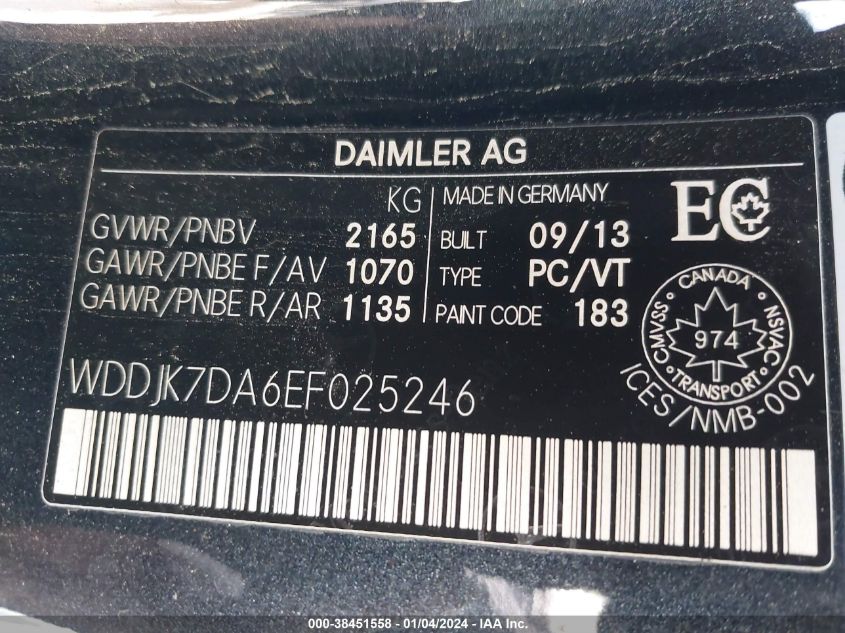 DAIMLER AG
KG
GVWR/PNBV 2165
GAWR/PNBE F/AV 1070
GAWR/PNBE R/AR 1135
MADE IN GERMANY
BUILT 09/13
TYPE PC/VT
PAINT CODE 183
EC
CANADA
CMVSS 974 NSVAC
TRANSPORT
ICES/NMB-002
WDDJK7DA6EF025246
000-38451558 - 01/04/2024 - IAA Inc.